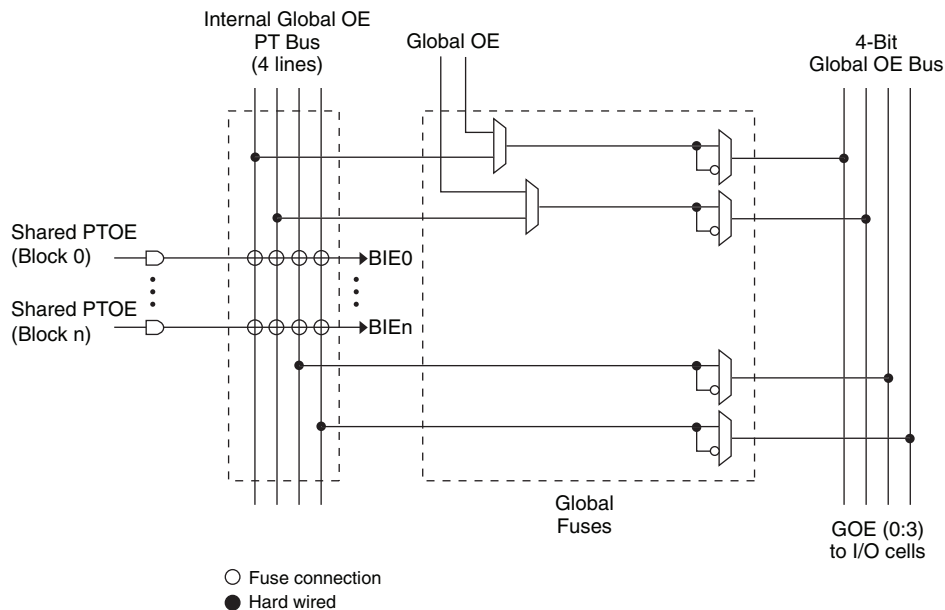 Internal Global OE
PT Bus
(4 lines)
Global OE
4-Bit
Global OE Bus
Shared PTOE
(Block 0)
BIE0
Shared PTOE
(Block n)
BIEn
Global
Fuses
GOE (0:3)
to I/O cells
Fuse connection
Hard wired